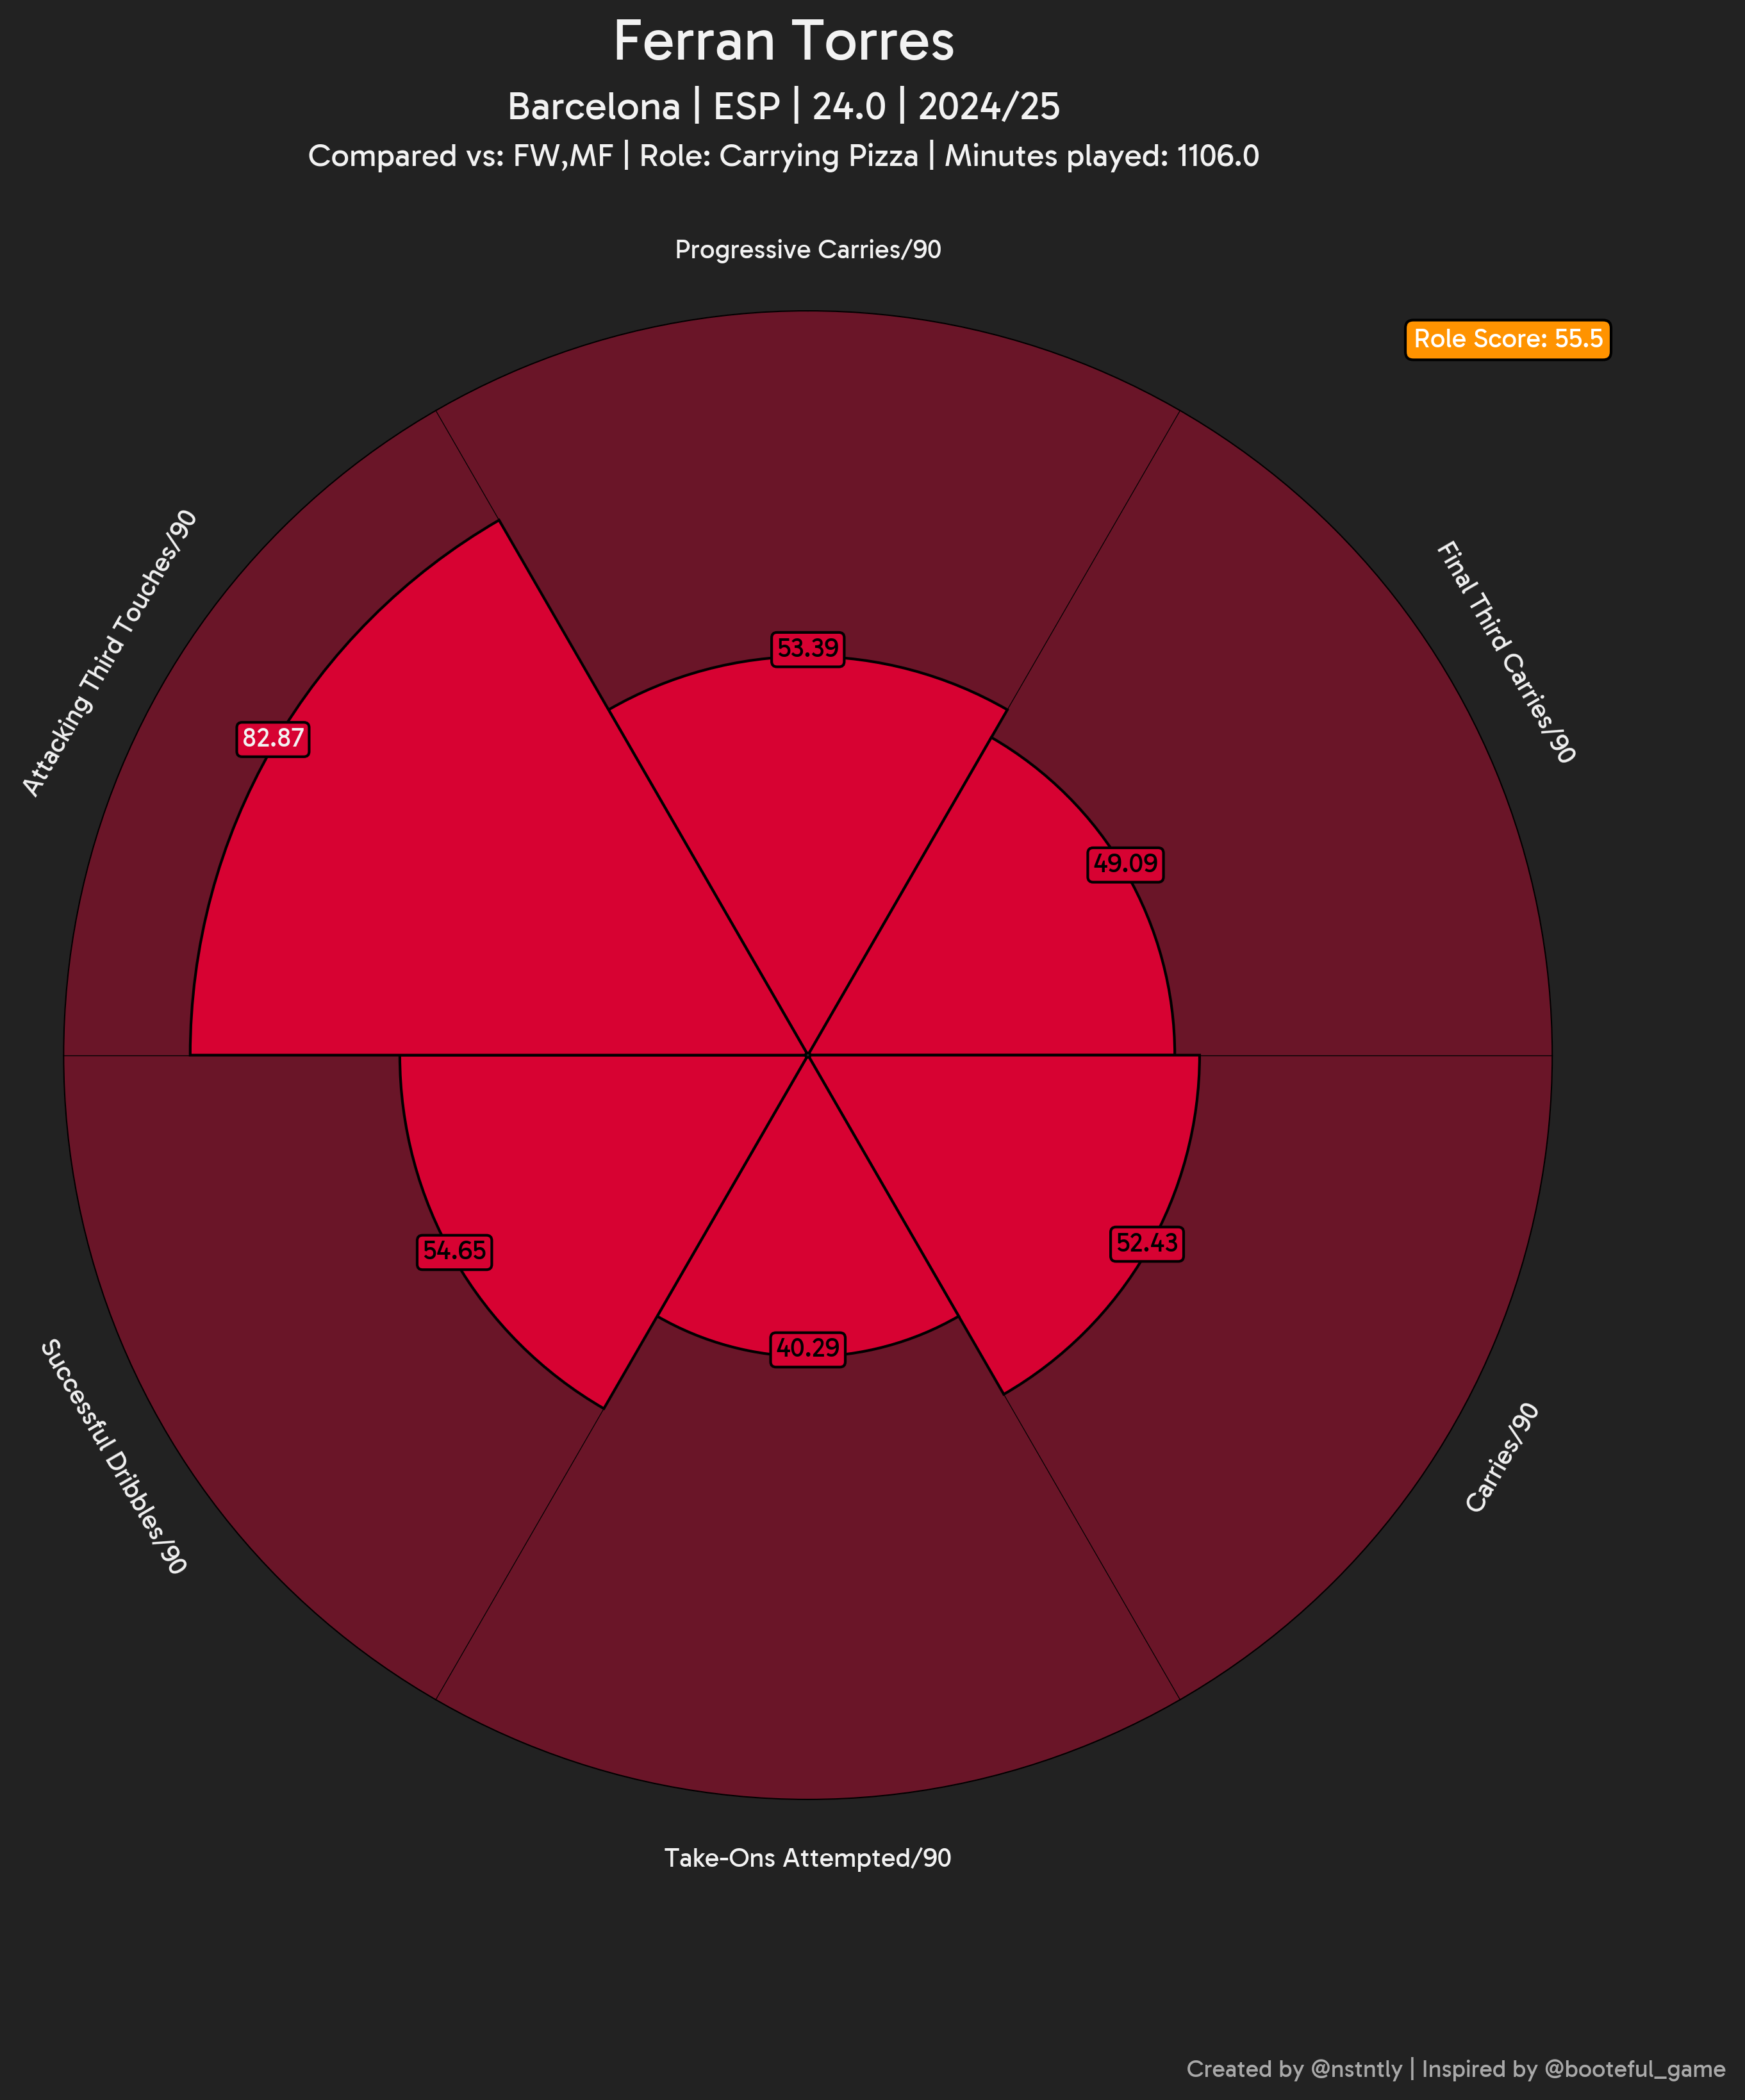 Ferran Torres
Barcelona | ESP | 24.0 | 2024/25
Compared vs: FW,MF | Role: Carrying Pizza | Minutes played: 1106.0
Progressive Carries/90
Role Score: 55.5
Attacking Third Touches/90
Final Third Carries/90
53.39
82.87
49.09
54.65
52.43
40.29
Successful Dribbles/90
Carries/90
Take-Ons Attempted/90
Created by @nstntly | Inspired by @booteful_game